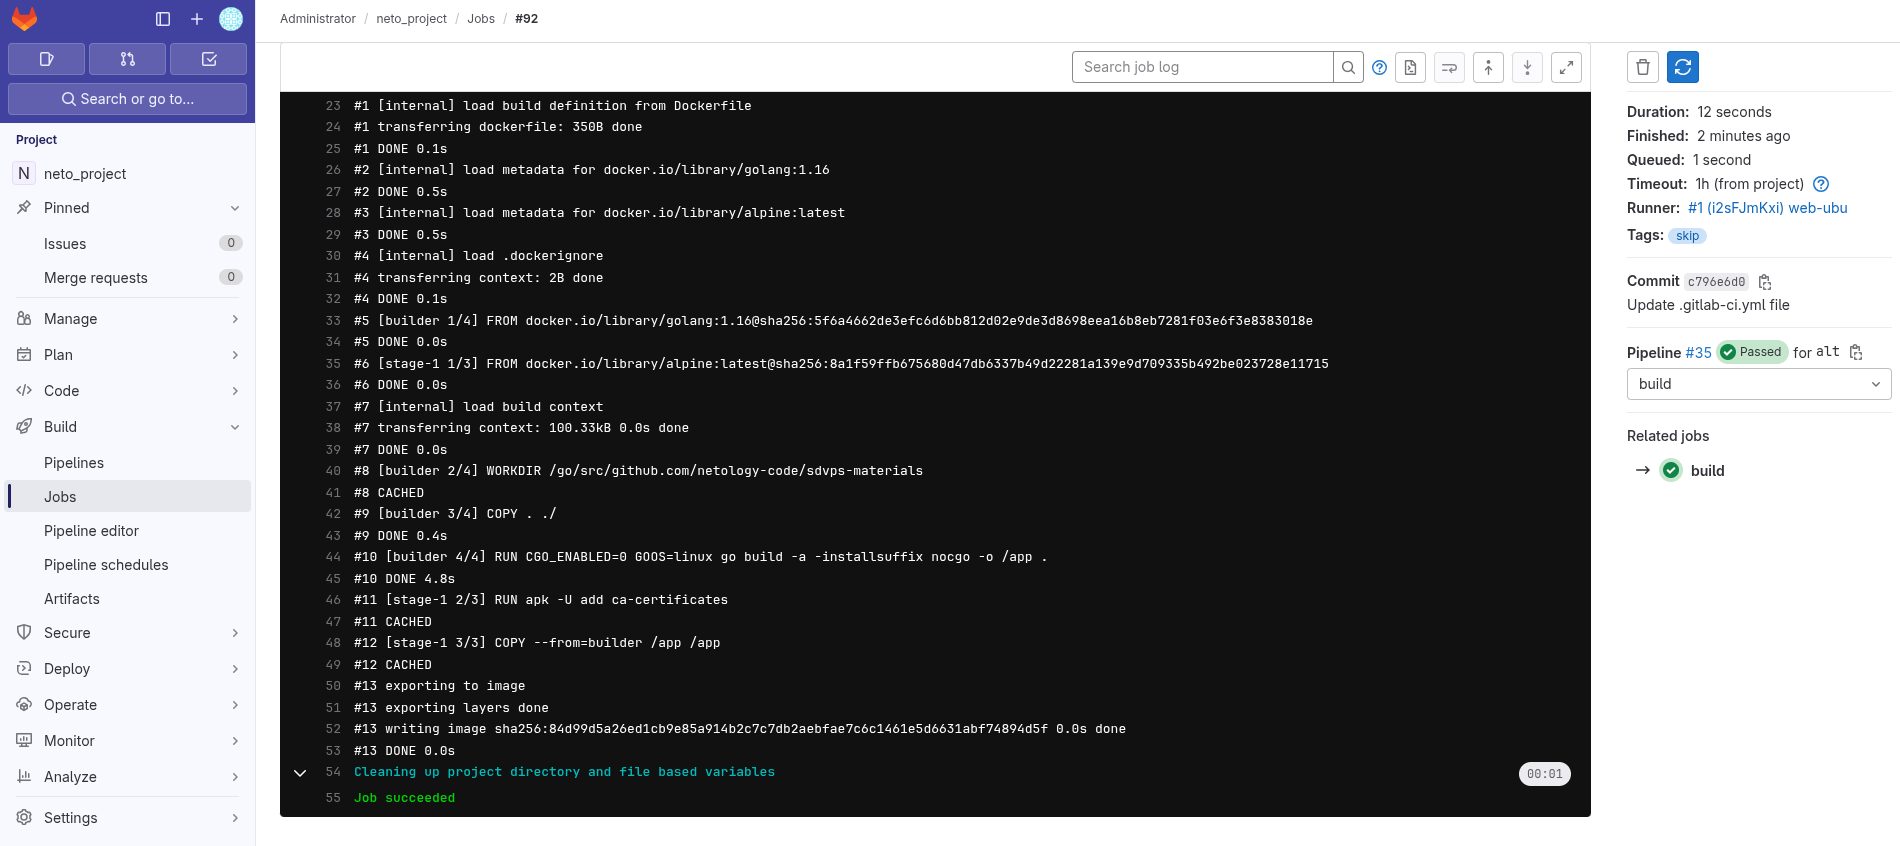 Administrator / neto_project / Jobs / #92
Search or go to...
Project
N neto_project
Pinned
Issues 0
Merge requests 0
Manage
Plan
Code
Build
Pipelines
Jobs
Pipeline editor
Pipeline schedules
Artifacts
Secure
Deploy
Operate
Monitor
Analyze
Settings
Search job log
23 #1 [internal] load build definition from Dockerfile
24 #1 transferring dockerfile: 350B done
25 #1 DONE 0.1s
26 #2 [internal] load metadata for docker.io/library/golang:1.16
27 #2 DONE 0.5s
28 #3 [internal] load metadata for docker.io/library/alpine:latest
29 #3 DONE 0.5s
30 #4 [internal] load .dockerignore
31 #4 transferring context: 2B done
32 #4 DONE 0.1s
33 #5 [builder 1/4] FROM docker.io/library/golang:1.16@sha256:5f6a4662de3efc6d6bb812d02e9de3d8698eea16b8eb7281f03e6f3e8383018e
34 #5 DONE 0.0s
35 #6 [stage-1 1/3] FROM docker.io/library/alpine:latest@sha256:8a1f59ffb675680d47db6337b49d22281a139e9d709335b492be023728e11715
36 #6 DONE 0.0s
37 #7 [internal] load build context
38 #7 transferring context: 100.33kB 0.0s done
39 #7 DONE 0.0s
40 #8 [builder 2/4] WORKDIR /go/src/github.com/netology-code/sdvps-materials
41 #8 CACHED
42 #9 [builder 3/4] COPY . ./
43 #9 DONE 0.4s
44 #10 [builder 4/4] RUN CGO_ENABLED=0 GOOS=linux go build -a -installsuffix nocgo -o /app .
45 #10 DONE 4.8s
46 #11 [stage-1 2/3] RUN apk -U add ca-certificates
47 #11 CACHED
48 #12 [stage-1 3/3] COPY --from=builder /app /app
49 #12 CACHED
50 #13 exporting to image
51 #13 exporting layers done
52 #13 writing image sha256:84d99d5a26ed1cb9e85a914b2c7c7db2aebfae7c6c1461e5d6631abf74894d5f 0.0s done
53 #13 DONE 0.0s
54 Cleaning up project directory and file based variables 00:01
55 Job succeeded
Duration: 12 seconds
Finished: 2 minutes ago
Queued: 1 second
Timeout: 1h (from project)
Runner: #1 (i2sFJmKxi) web-ubu
Tags: skip
Commit c796e6d0
Update .gitlab-ci.yml file
Pipeline #35 Passed for alt
build
Related jobs
build